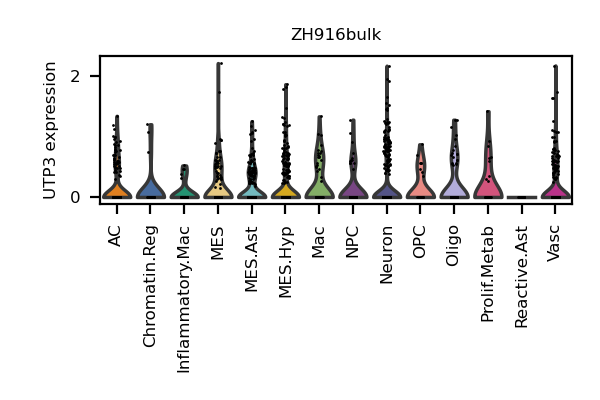 ZH916bulk
UTP3 expression
2
0
AC
Chromatin.Reg
Inflammatory.Mac
MES
MES.Ast
MES.Hyp
Mac
NPC
Neuron
OPC
Oligo
Prolif.Metab
Reactive.Ast
Vasc